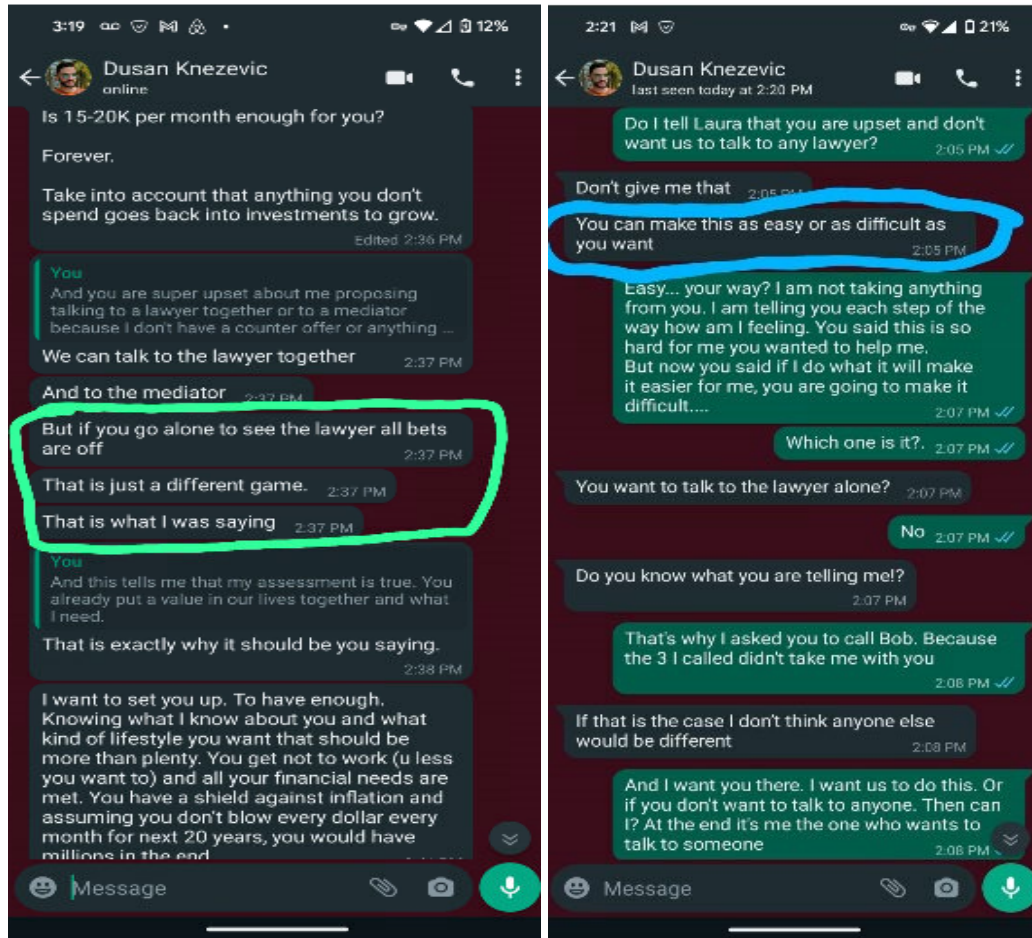 3:19
12%
Dusan Knezevic
online
Is 15-20K per month enough for you?
Forever.
Take into account that anything you don't
spend goes back into investments to grow.
Edited 2:36 PM
You
And you are super upset about me proposing
talking to a lawyer together or to a mediator
because I don't have a counter offer or anything ...
We can talk to the lawyer together
2:37 PM
And to the mediator
2:37 PM
But if you go alone to see the lawyer all bets
are off
2:37 PM
That is just a different game.
2:37 PM
That is what I was saying
2:37 PM
You
And this tells me that my assessment is true. You
already put a value in our lives together and what
I need.
That is exactly why it should be you saying.
2:38 PM
I want to set you up. To have enough.
Knowing what I know about you and what
kind of lifestyle you want that should be
more than plenty. You get not to work (u less
you want to) and all your financial needs are
met. You have a shield against inflation and
assuming you don't blow every dollar every
month for next 20 years, you would have
millions in the end
Message
2:21
21%
Dusan Knezevic
last seen today at 2:20 PM
Do I tell Laura that you are upset and don't
want us to talk to any lawyer?
2:05 PM
Don't give me that
2:05 PM
You can make this as easy or as difficult as
you want
2:05 PM
Easy... your way? I am not taking anything
from you. I am telling you each step of the
way how am I feeling. You said this is so
hard for me you wanted to help me.
But now you said if I do what it will make
it easier for me, you are going to make it
difficult....
2:07 PM
Which one is it?.
2:07 PM
You want to talk to the lawyer alone?
2:07 PM
No
2:07 PM
Do you know what you are telling me!?
2:07 PM
That's why I asked you to call Bob. Because
the 3 I called didn't take me with you
2:08 PM
If that is the case I don't think anyone else
would be different
2:08 PM
And I want you there. I want us to do this. Or
if you don't want to talk to anyone. Then can
I? At the end it's me the one who wants to
talk to someone
2:08 PM
Message